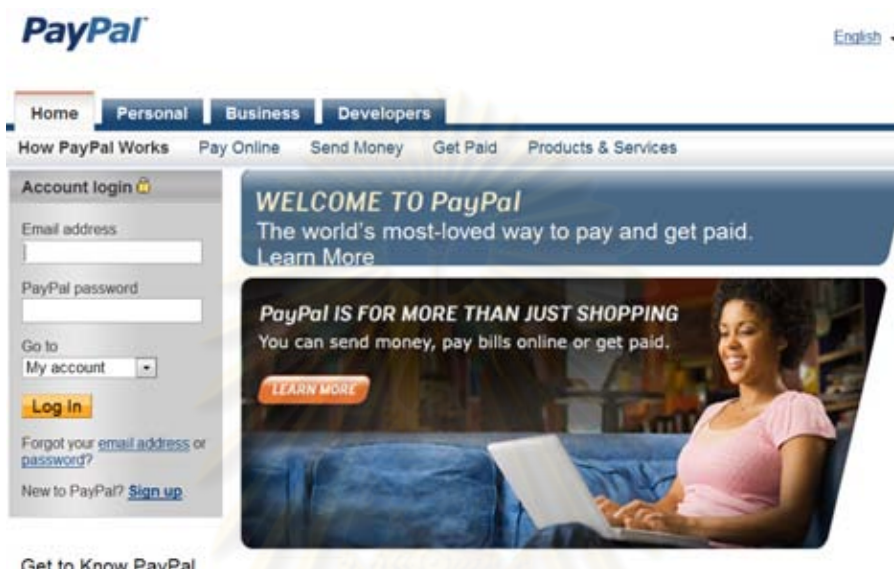 PayPal
English
Home Personal Business Developers
How PayPal Works Pay Online Send Money Get Paid Products & Services
Account login
Email address
PayPal password
Go to
My account
Log In
Forgot your email address or
password?
New to PayPal? Sign up
WELCOME TO PayPal
The world's most-loved way to pay and get paid.
Learn More
PayPal IS FOR MORE THAN JUST SHOPPING
You can send money, pay bills online or get paid.
LEARN MORE
Get to Know PayPal